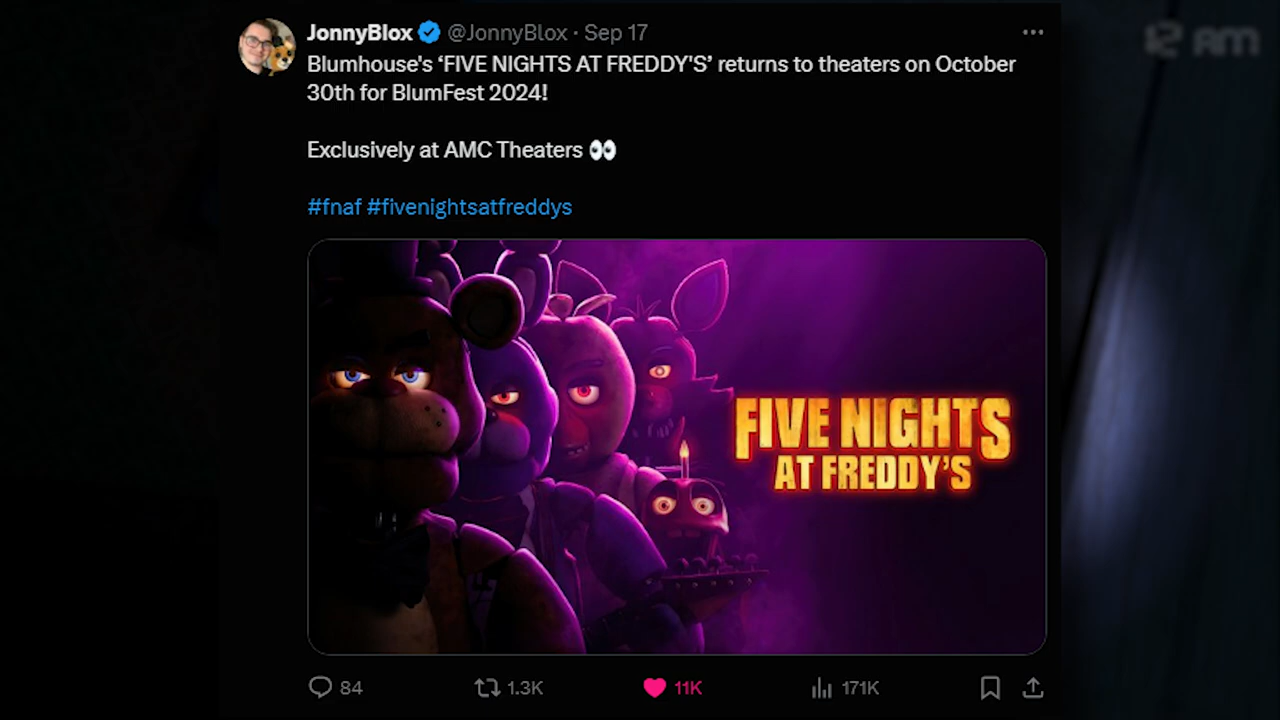 JonnyBlox @JonnyBlox · Sep 17
Blumhouse's ‘FIVE NIGHTS AT FREDDY'S’ returns to theaters on October
30th for BlumFest 2024!
Exclusively at AMC Theaters 👀
#fnaf #fivenightsatfreddys
FIVE NIGHTS
AT FREDDY'S
84 1.3K 11K 171K
12 AM